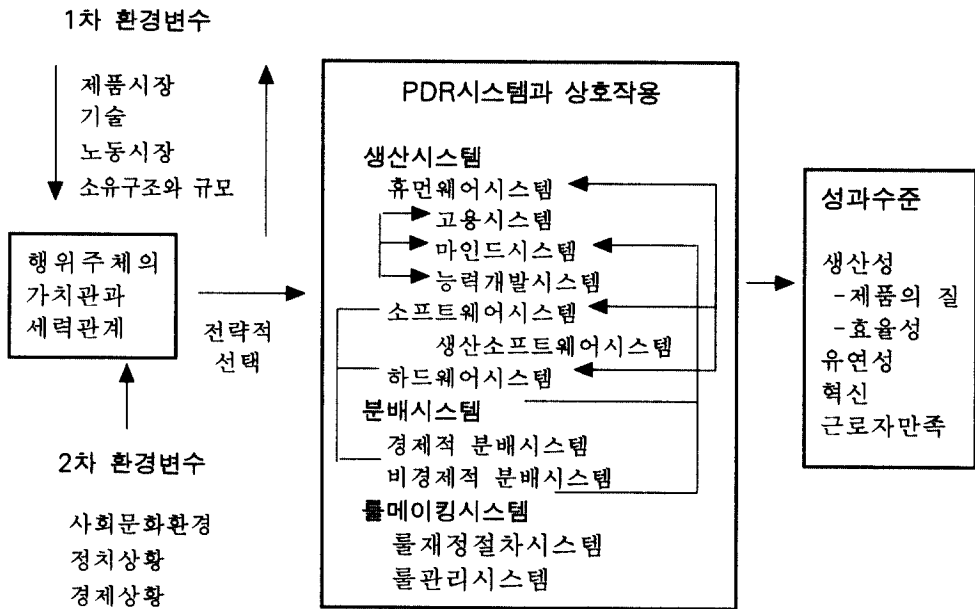 1차 환경변수
제품시장
기술
노동시장
소유구조와 규모
행위주체의
가치관과
세력관계
전략적
선택
2차 환경변수
사회문화환경
정치상황
경제상황
PDR시스템과 상호작용
생산시스템
휴먼웨어시스템
고용시스템
마인드시스템
능력개발시스템
소프트웨어시스템
생산소프트웨어시스템
하드웨어시스템
분배시스템
경제적 분배시스템
비경제적 분배시스템
룰메이킹시스템
룰재정절차시스템
룰관리시스템
성과수준
생산성
-제품의 질
-효율성
유연성
혁신
근로자만족